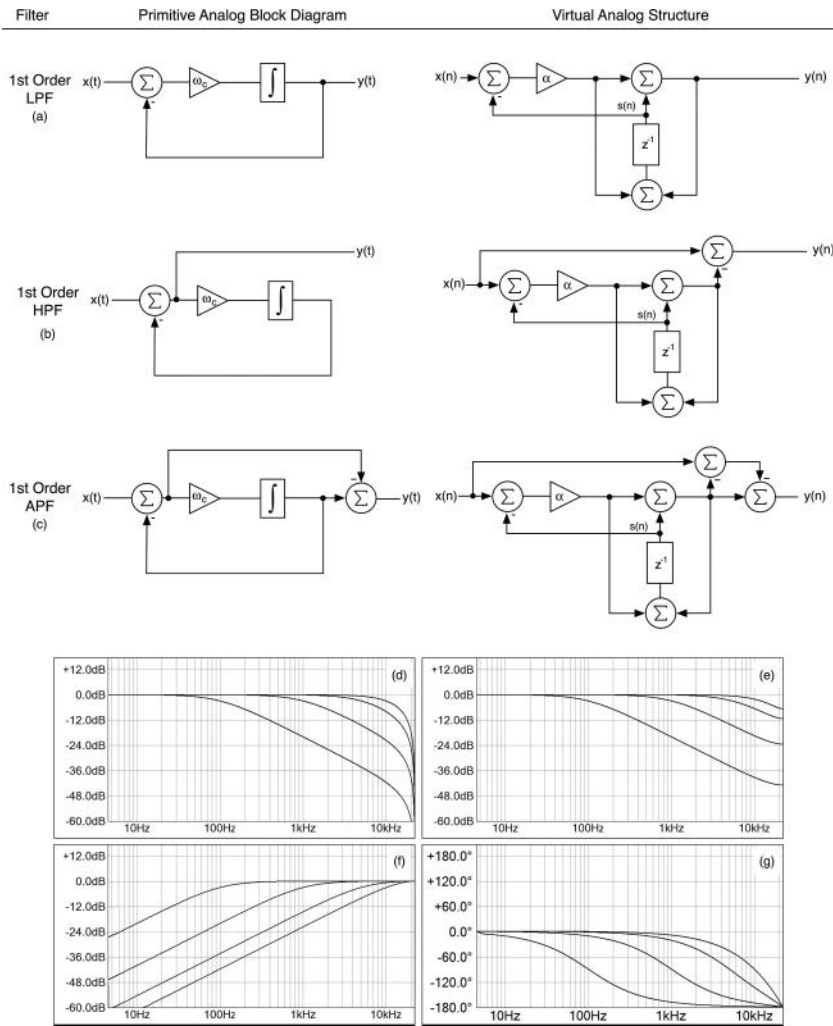 Filter Primitive Analog Block Diagram Virtual Analog Structure
1st Order
LPF
(a)
x(t) Σ - ωc ∫ y(t)
x(n) Σ - α Σ y(n)
s(n)
z-1
Σ
1st Order
HPF
(b)
y(t)
x(t) Σ - ωc ∫
Σ - y(n)
x(n) Σ - α Σ
s(n)
z-1
Σ
1st Order
APF
(c)
x(t) Σ - ωc ∫ - Σ y(t)
Σ - -
x(n) Σ - α Σ Σ y(n)
s(n)
z-1
Σ
(d)
+12.0dB
0.0dB
-12.0dB
-24.0dB
-36.0dB
-48.0dB
-60.0dB
10Hz 100Hz 1kHz 10kHz
(e)
+12.0dB
0.0dB
-12.0dB
-24.0dB
-36.0dB
-48.0dB
-60.0dB
10Hz 100Hz 1kHz 10kHz
(f)
+12.0dB
0.0dB
-12.0dB
-24.0dB
-36.0dB
-48.0dB
-60.0dB
10Hz 100Hz 1kHz 10kHz
(g)
+180.0°
+120.0°
+60.0°
0.0°
-60.0°
-120.0°
-180.0°
10Hz 100Hz 1kHz 10kHz